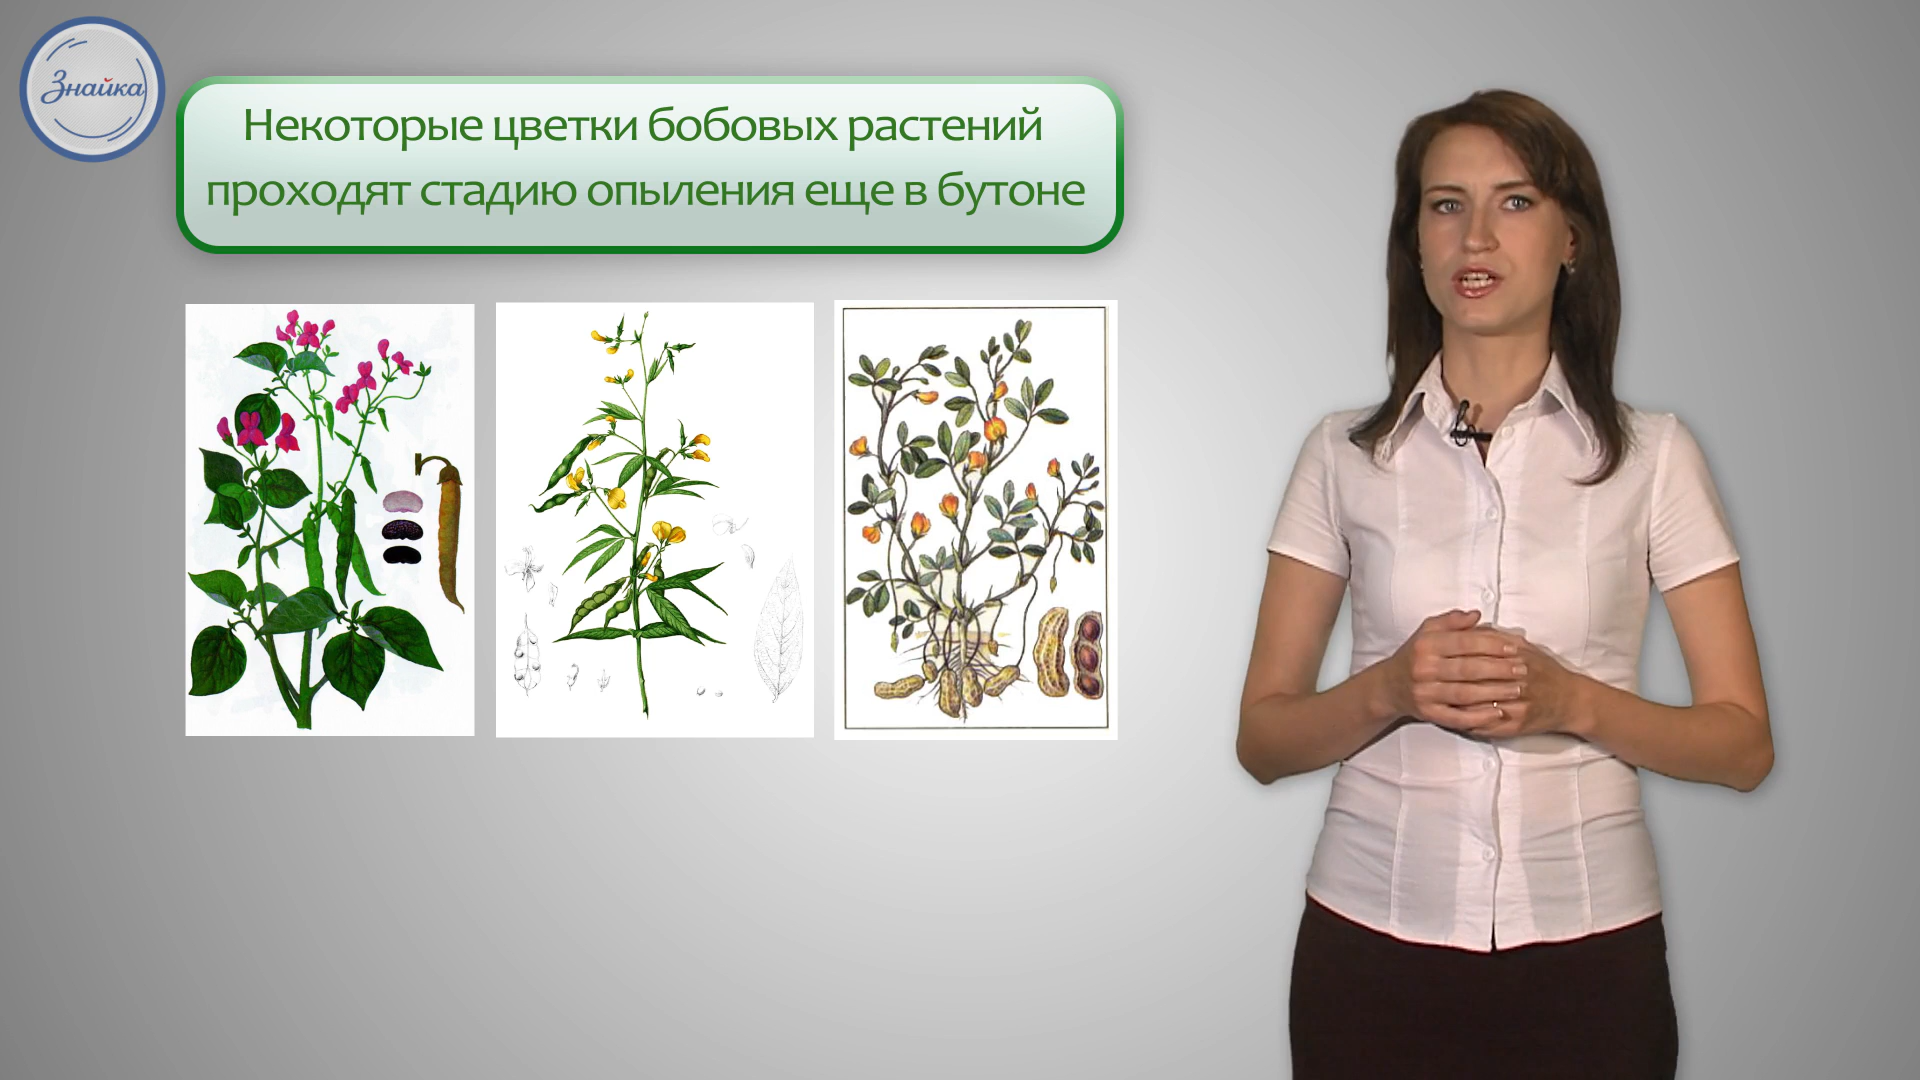 Знайка
Некоторые цветки бобовых растений
проходят стадию опыления еще в бутоне